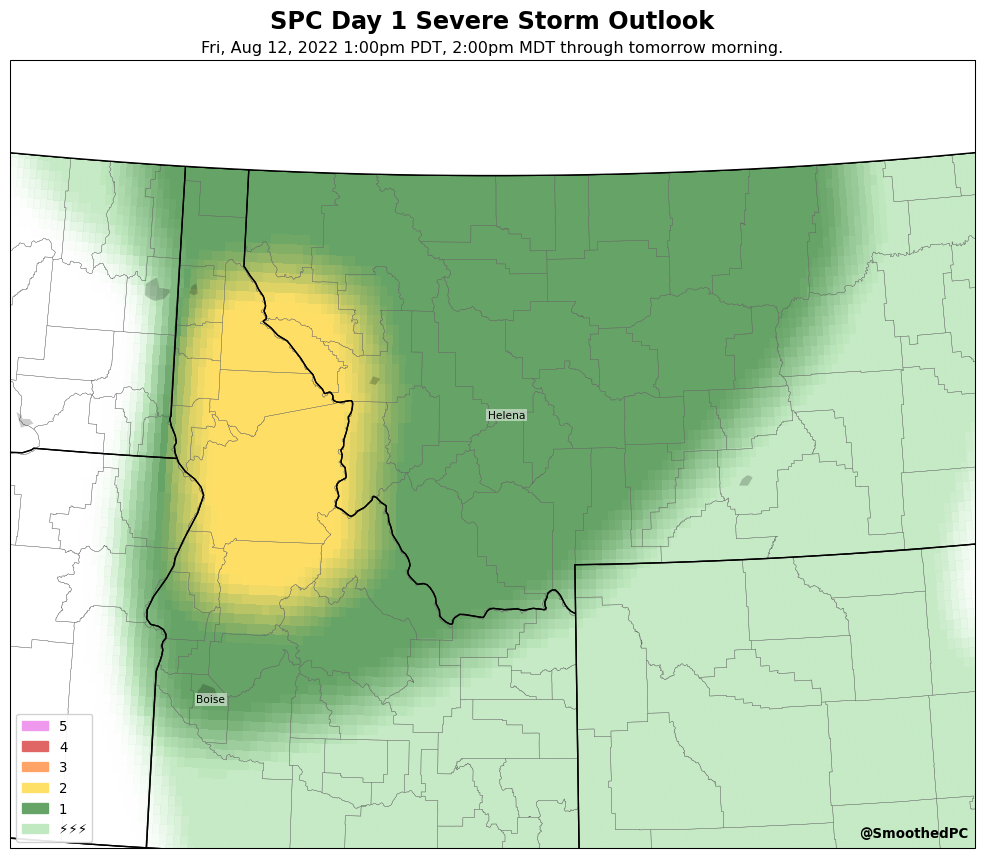 SPC Day 1 Severe Storm Outlook
Fri, Aug 12, 2022 1:00pm PDT, 2:00pm MDT through tomorrow morning.
Helena
Boise
5
4
3
2
1
⚡⚡⚡
@SmoothedPC